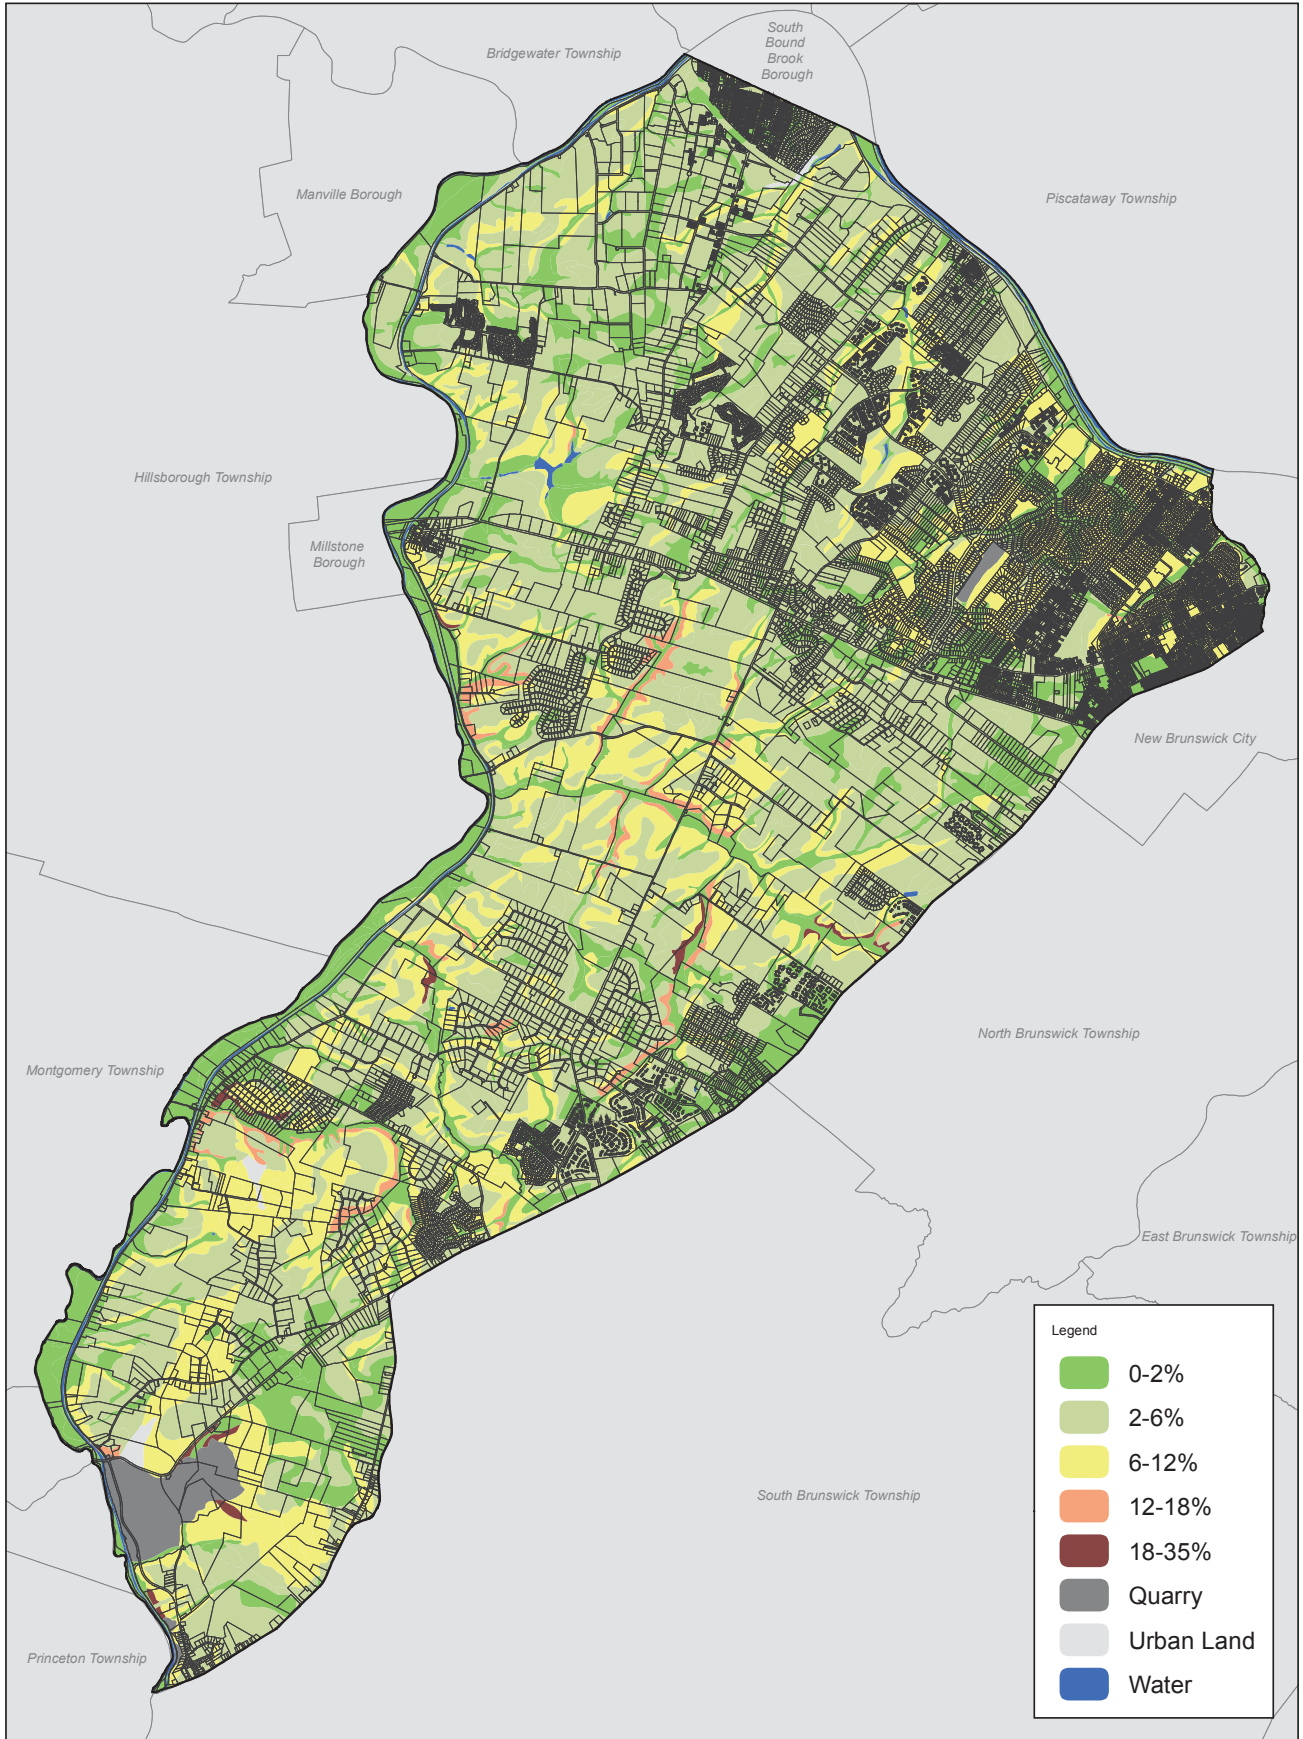 South
Bound
Brook
Borough
Bridgewater Township
Manville Borough
Piscataway Township
Hillsborough Township
Millstone
Borough
New Brunswick City
North Brunswick Township
Montgomery Township
East Brunswick Township
South Brunswick Township
Princeton Township
Legend
0-2%
2-6%
6-12%
12-18%
18-35%
Quarry
Urban Land
Water